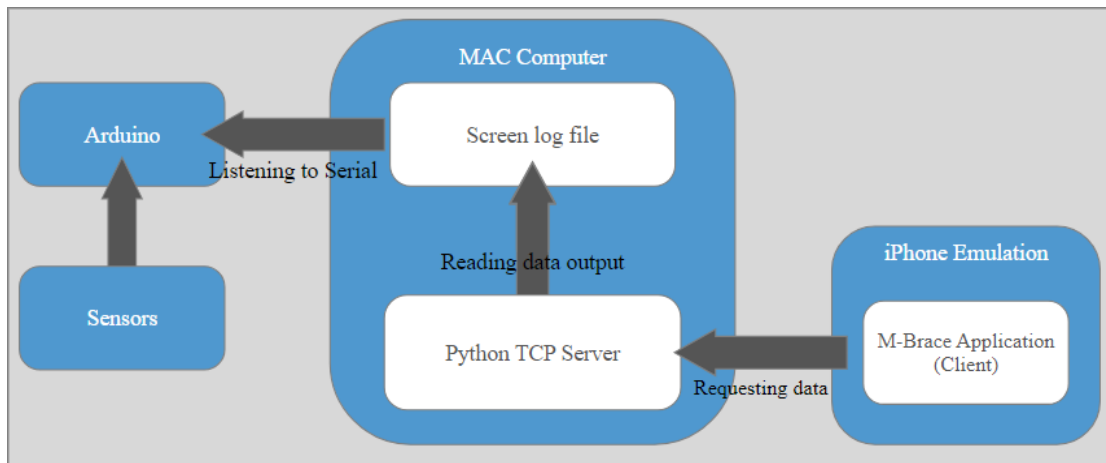 MAC Computer
Arduino
Screen log file
Listening to Serial
Reading data output
iPhone Emulation
Sensors
Python TCP Server
M-Brace Application
(Client)
Requesting data